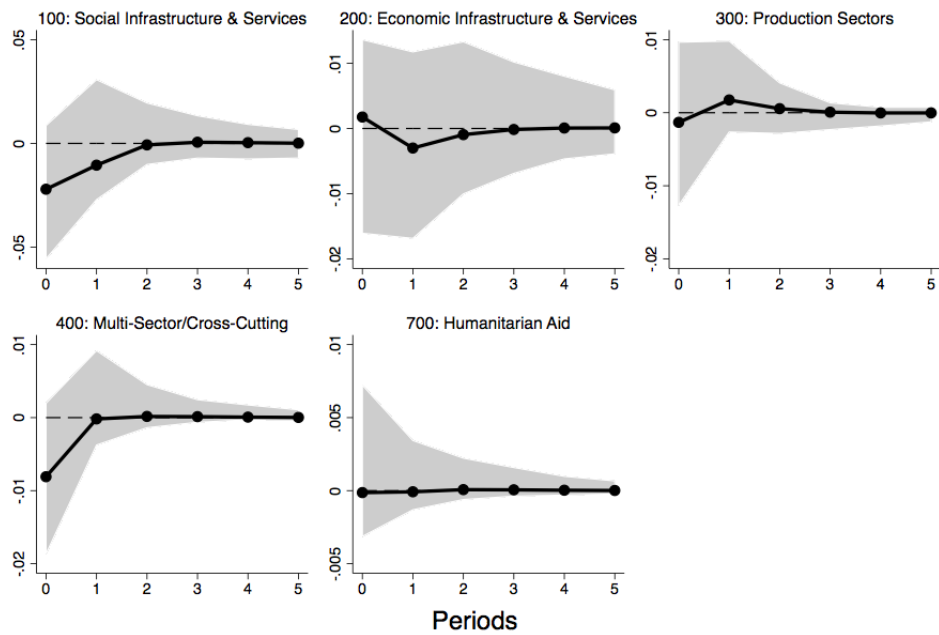 100: Social Infrastructure & Services
.05
0
-.05
0 1 2 3 4 5
200: Economic Infrastructure & Services
.01
0
-.01
-.02
0 1 2 3 4 5
300: Production Sectors
.01
0
-.01
-.02
0 1 2 3 4 5
400: Multi-Sector/Cross-Cutting
.01
0
-.01
-.02
0 1 2 3 4 5
700: Humanitarian Aid
.01
.005
0
-.005
0 1 2 3 4 5
Periods